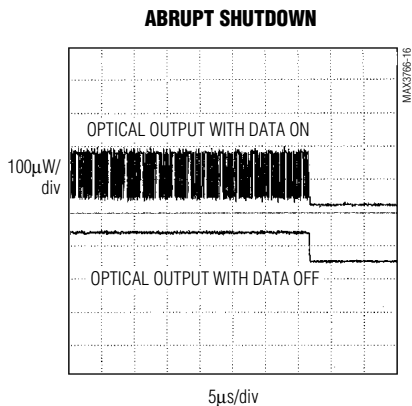 ABRUPT SHUTDOWN
MAX3766-16
OPTICAL OUTPUT WITH DATA ON
100μW/
div
OPTICAL OUTPUT WITH DATA OFF
5μs/div